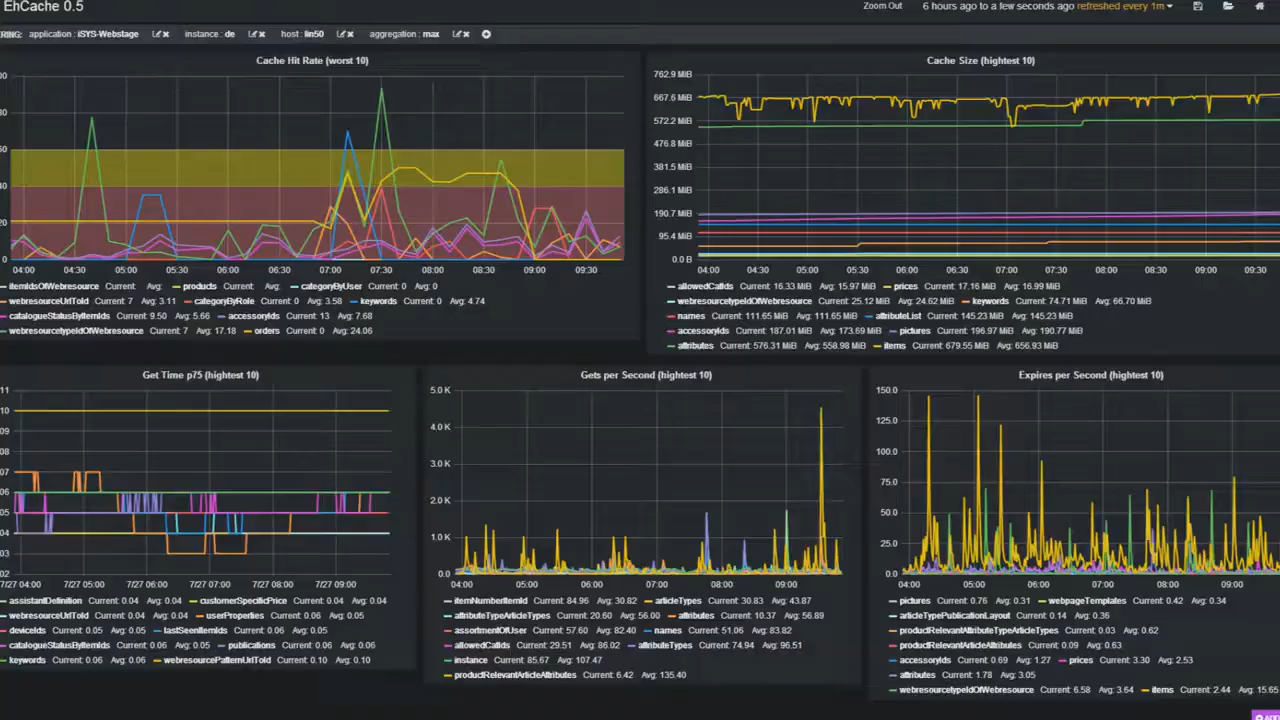 EhCache 0.5
Zoom Out 6 hours ago to a few seconds ago refreshed every 1m
application : iSYS-Webstage instance : de host : lin50 aggregation : max
Cache Hit Rate (worst 10)
04:00 04:30 05:00 05:30 06:00 06:30 07:00 07:30 08:00 08:30 09:00 09:30
itemIdsOfWebresource Current: Avg: products Current: Avg: categoryByUser Current: 0 Avg: 0
webresourceUrlToId Current: 7 Avg: 3.11 categoryByRole Current: 0 Avg: 3.58 keywords Current: 0 Avg: 4.74
catalogueStatusByItemIds Current: 9.50 Avg: 5.66 accessoryIds Current: 13 Avg: 7.68
webresourcetypeIdOfWebresource Current: 7 Avg: 17.18 orders Current: 0 Avg: 24.06
Cache Size (highest 10)
762.9 MiB
667.6 MiB
572.2 MiB
476.8 MiB
381.5 MiB
286.1 MiB
190.7 MiB
95.4 MiB
0.0 B
04:00 04:30 05:00 05:30 06:00 06:30 07:00 07:30 08:00 08:30 09:00 09:30
allowedCatIds Current: 16.33 MiB Avg: 15.97 MiB prices Current: 17.16 MiB Avg: 16.99 MiB
webresourcetypeIdOfWebresource Current: 25.12 MiB Avg: 24.62 MiB keywords Current: 74.71 MiB Avg: 66.70 MiB
names Current: 111.65 MiB Avg: 111.65 MiB attributeList Current: 145.23 MiB Avg: 145.23 MiB
accessoryIds Current: 187.01 MiB Avg: 173.69 MiB pictures Current: 196.97 MiB Avg: 190.77 MiB
attributes Current: 576.31 MiB Avg: 558.98 MiB items Current: 679.55 MiB Avg: 656.93 MiB
Get Time p75 (highest 10)
7/27 04:00 7/27 05:00 7/27 06:00 7/27 07:00 7/27 08:00 7/27 09:00
assistantDefinition Current: 0.04 Avg: 0.04 customerSpecificPrice Current: 0.04 Avg: 0.04
webresourceUrlToId Current: 0.04 Avg: 0.04 userProperties Current: 0.06 Avg: 0.05
deviceIds Current: 0.05 Avg: 0.05 lastSeenItemIds Current: 0.06 Avg: 0.05
catalogueStatusByItemIds Current: 0.06 Avg: 0.05 publications Current: 0.06 Avg: 0.06
keywords Current: 0.06 Avg: 0.06 webresourcePatternUrlToId Current: 0.10 Avg: 0.10
Gets per Second (highest 10)
5.0 K
4.0 K
3.0 K
2.0 K
1.0 K
0.0
04:00 05:00 06:00 07:00 08:00 09:00
itemNumberItemId Current: 84.96 Avg: 30.82 articleTypes Current: 30.83 Avg: 43.87
attributeTypeArticleTypes Current: 20.60 Avg: 56.00 attributes Current: 10.37 Avg: 56.89
assortmentOfUser Current: 57.60 Avg: 82.40 names Current: 51.06 Avg: 83.82
allowedCatIds Current: 29.51 Avg: 86.02 attributeTypes Current: 74.94 Avg: 96.51
instance Current: 85.67 Avg: 107.47
productRelevantArticleAttributes Current: 6.42 Avg: 135.40
Expires per Second (highest 10)
150.0
125.0
100.0
75.0
50.0
25.0
0.0
04:00 05:00 06:00 07:00 08:00 09:00
pictures Current: 0.76 Avg: 0.31 webpageTemplates Current: 0.42 Avg: 0.34
articleTypePublicationLayout Current: 0.14 Avg: 0.36
productRelevantAttributeTypeArticleTypes Current: 0.03 Avg: 0.62
productRelevantArticleAttributes Current: 0.09 Avg: 0.63
accessoryIds Current: 0.69 Avg: 1.27 prices Current: 3.30 Avg: 2.53
attributes Current: 1.78 Avg: 3.05
webresourcetypeIdOfWebresource Current: 6.58 Avg: 3.64 items Current: 2.44 Avg: 15.65